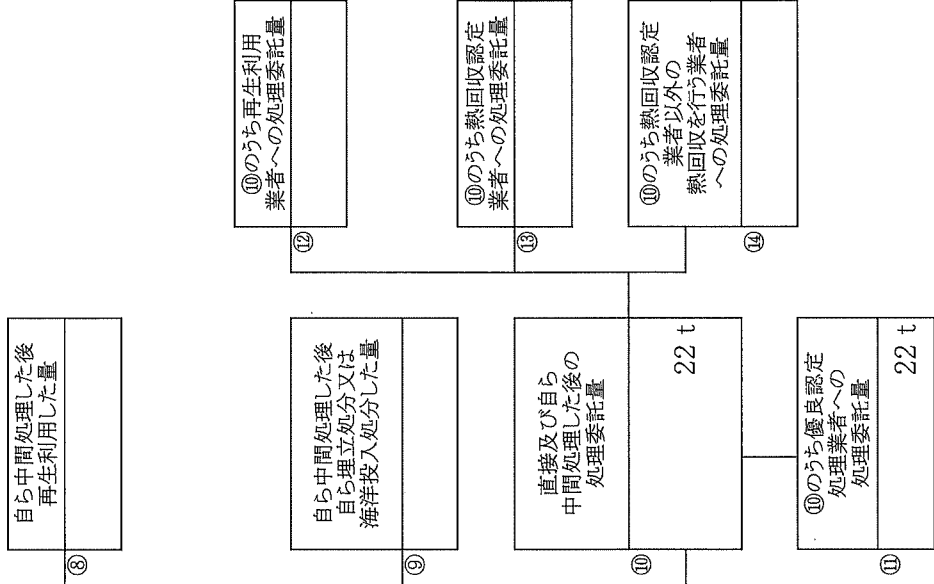 自ら中間処理した後
再生利用した量
⑧
自ら中間処理した後
自ら埋立処分又は
海洋投入処分した量
⑨
直接及び自ら
中間処理した後の
処理委託量
22 t
⑩
⑩のうち優良認定
処理業者への
処理委託量
22 t
⑪
⑩のうち再生利用
業者への処理委託量
⑫
⑩のうち熱回収認定
業者への処理委託量
⑬
⑩のうち熱回収認定
業者以外の
熱回収を行う業者
への処理委託量
⑭